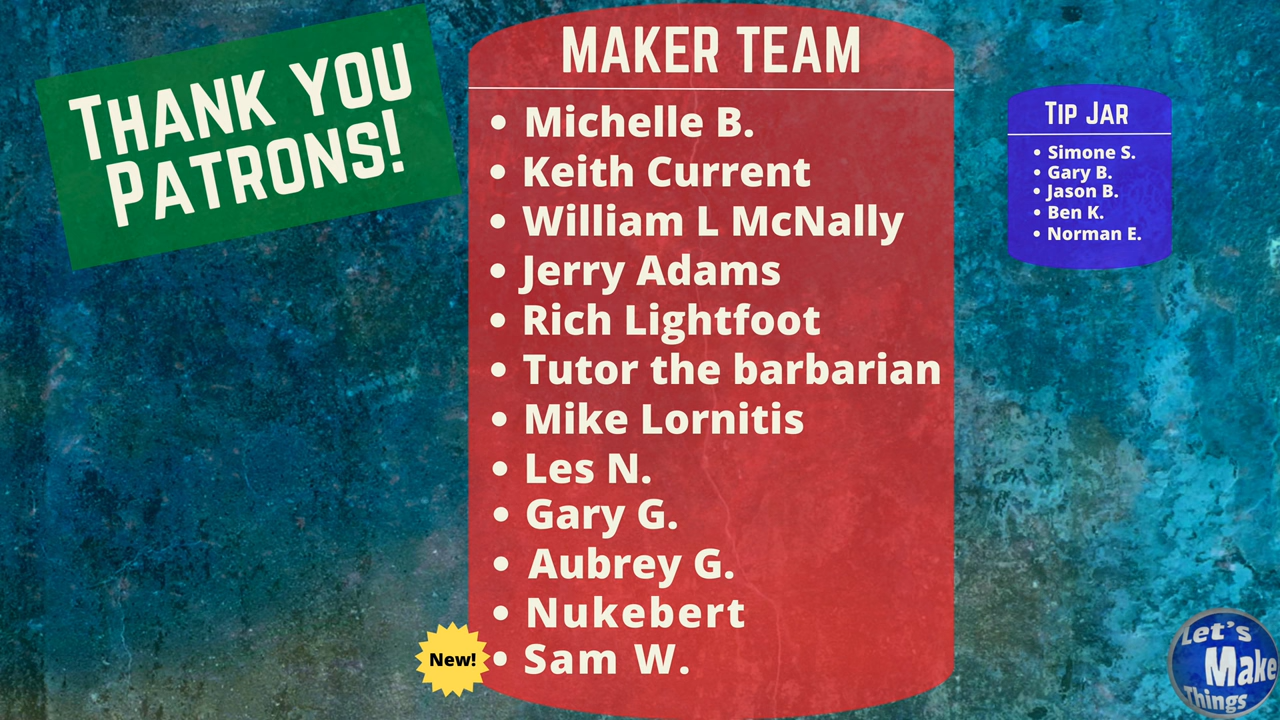 THANK YOU
PATRONS!
MAKER TEAM
• Michelle B.
• Keith Current
• William L McNally
• Jerry Adams
• Rich Lightfoot
• Tutor the barbarian
• Mike Lornitis
• Les N.
• Gary G.
• Aubrey G.
• Nukebert
New!
• Sam W.
TIP JAR
• Simone S.
• Gary B.
• Jason B.
• Ben K.
• Norman E.
Let's
Make
Things